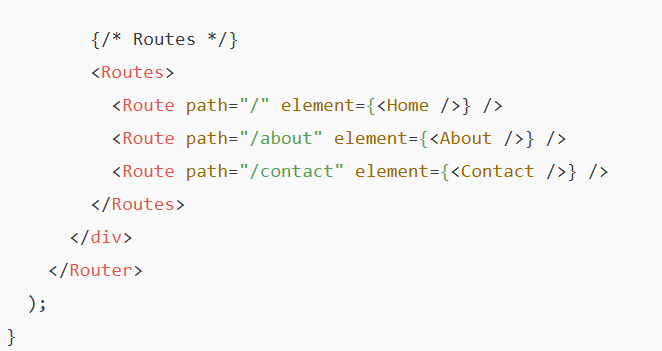 {/* Routes */}
<Routes>
<Route path="/" element={<Home />} />
<Route path="/about" element={<About />} />
<Route path="/contact" element={<Contact />} />
</Routes>
</div>
</Router>
);
}